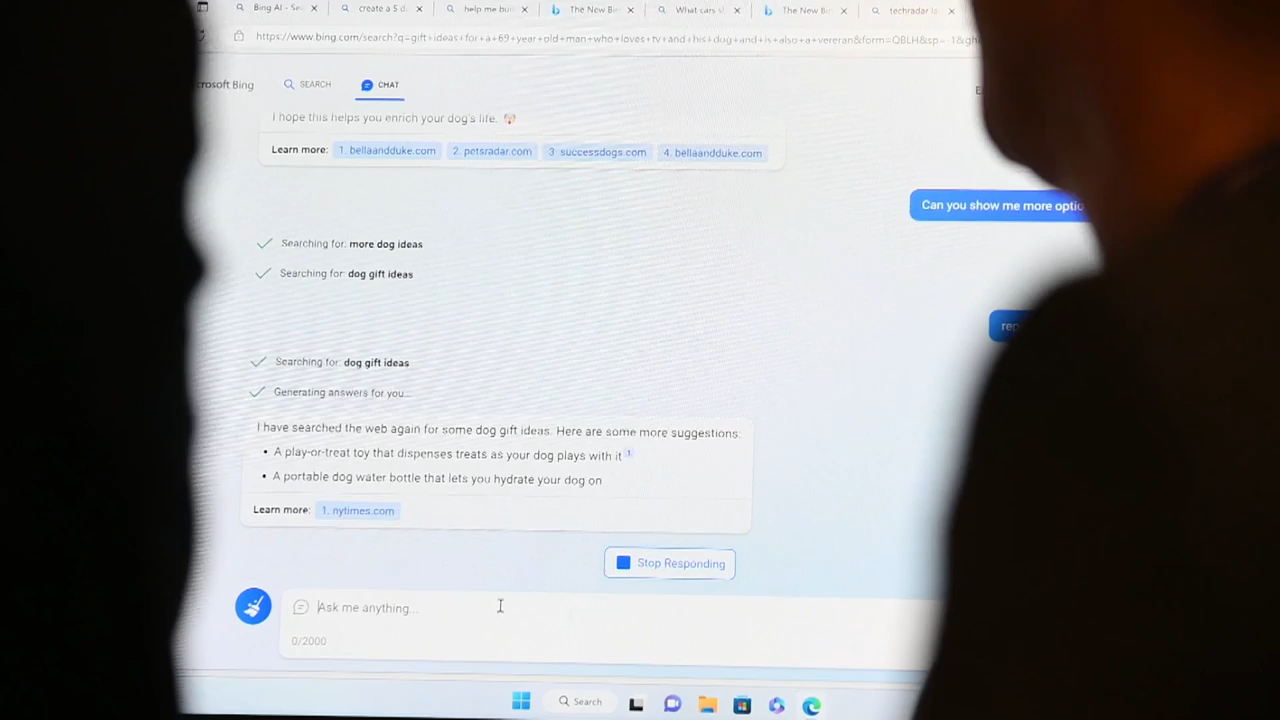 Bing AI - Se
create a 5 d
help me bu
The New Bi
What cars s
The New Bi
techradar
https://www.bing.com/search?q=gift+ideas+for+a+69+year+old+man+who+loves+tv+and+his+dog+and+is+also+a+vereran&form=QBLH&sp=-1&gh
crosoft Bing
SEARCH
CHAT
I hope this helps you enrich your dog's life.
Learn more: 1. bellaandduke.com 2. petsradar.com 3. successdogs.com 4. bellaandduke.com
Can you show me more optio
Searching for: more dog ideas
Searching for: dog gift ideas
rep
Searching for: dog gift ideas
Generating answers for you...
I have searched the web again for some dog gift ideas. Here are some more suggestions:
• A play-or-treat toy that dispenses treats as your dog plays with it 1
• A portable dog water bottle that lets you hydrate your dog on
Learn more: 1. nytimes.com
Stop Responding
Ask me anything...
0/2000
Search